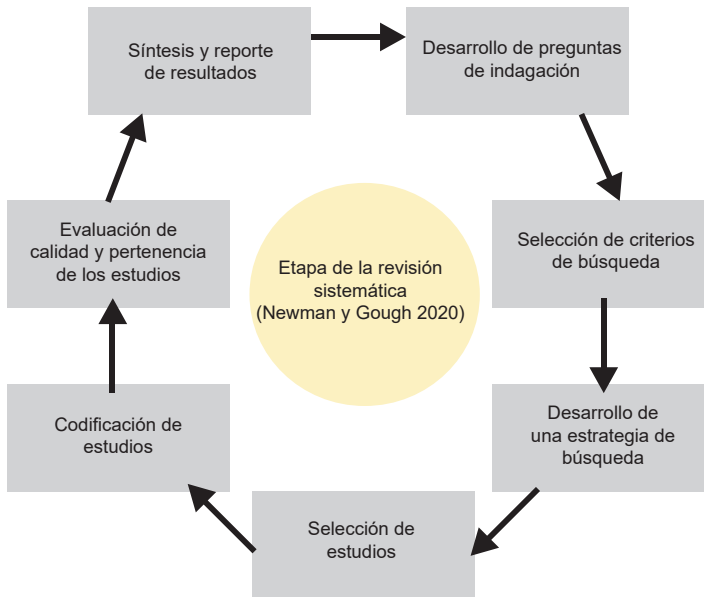 Síntesis y reporte
de resultados
Desarrollo de preguntas
de indagación
Evaluación de
calidad y pertenencia
de los estudios
Etapa de la revisión
sistemática
(Newman y Gough 2020)
Selección de criterios
de búsqueda
Codificación de
estudios
Desarrollo de
una estrategia de
búsqueda
Selección de
estudios